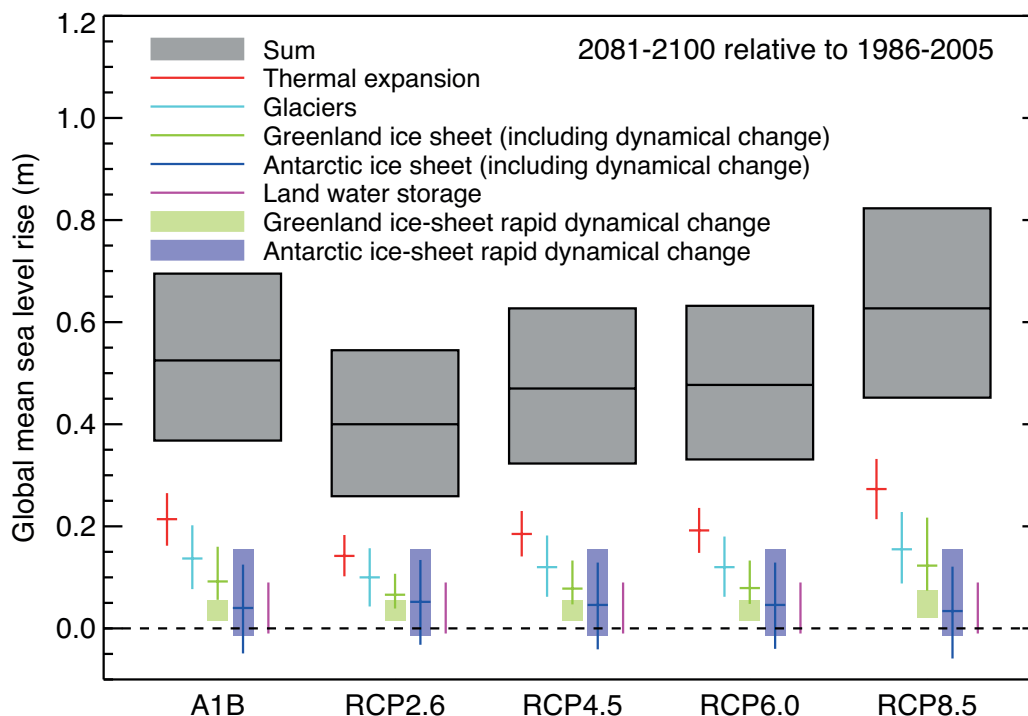 2081-2100 relative to 1986-2005
Sum
Thermal expansion
Glaciers
Greenland ice sheet (including dynamical change)
Antarctic ice sheet (including dynamical change)
Land water storage
Greenland ice-sheet rapid dynamical change
Antarctic ice-sheet rapid dynamical change
Global mean sea level rise (m)
1.2
1.0
0.8
0.6
0.4
0.2
0.0
A1B RCP2.6 RCP4.5 RCP6.0 RCP8.5